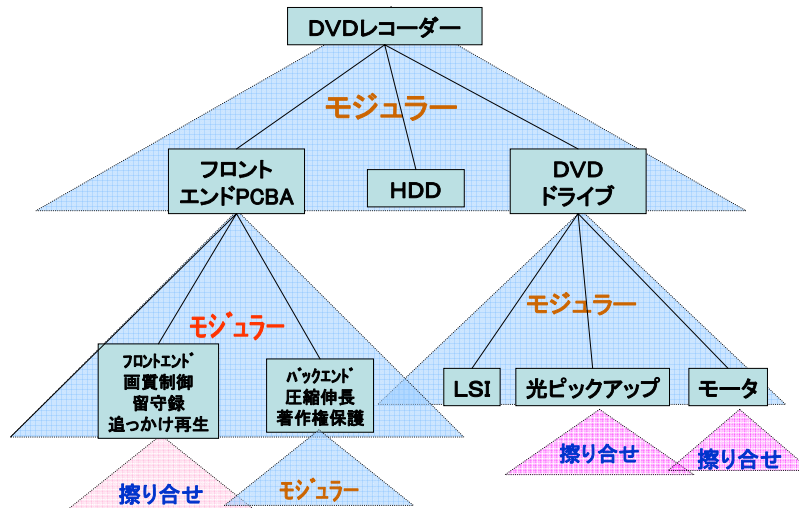 DVDレコーダー
モジュラー
フロント
エンドPCBA
HDD
DVD
ドライブ
モジュラー
モジュラー
フロントエンド
画質制御
留守録
追っかけ再生
バックエンド
圧縮伸長
著作権保護
LSI
光ピックアップ
モータ
擦り合せ
モジュラー
擦り合せ
擦り合せ